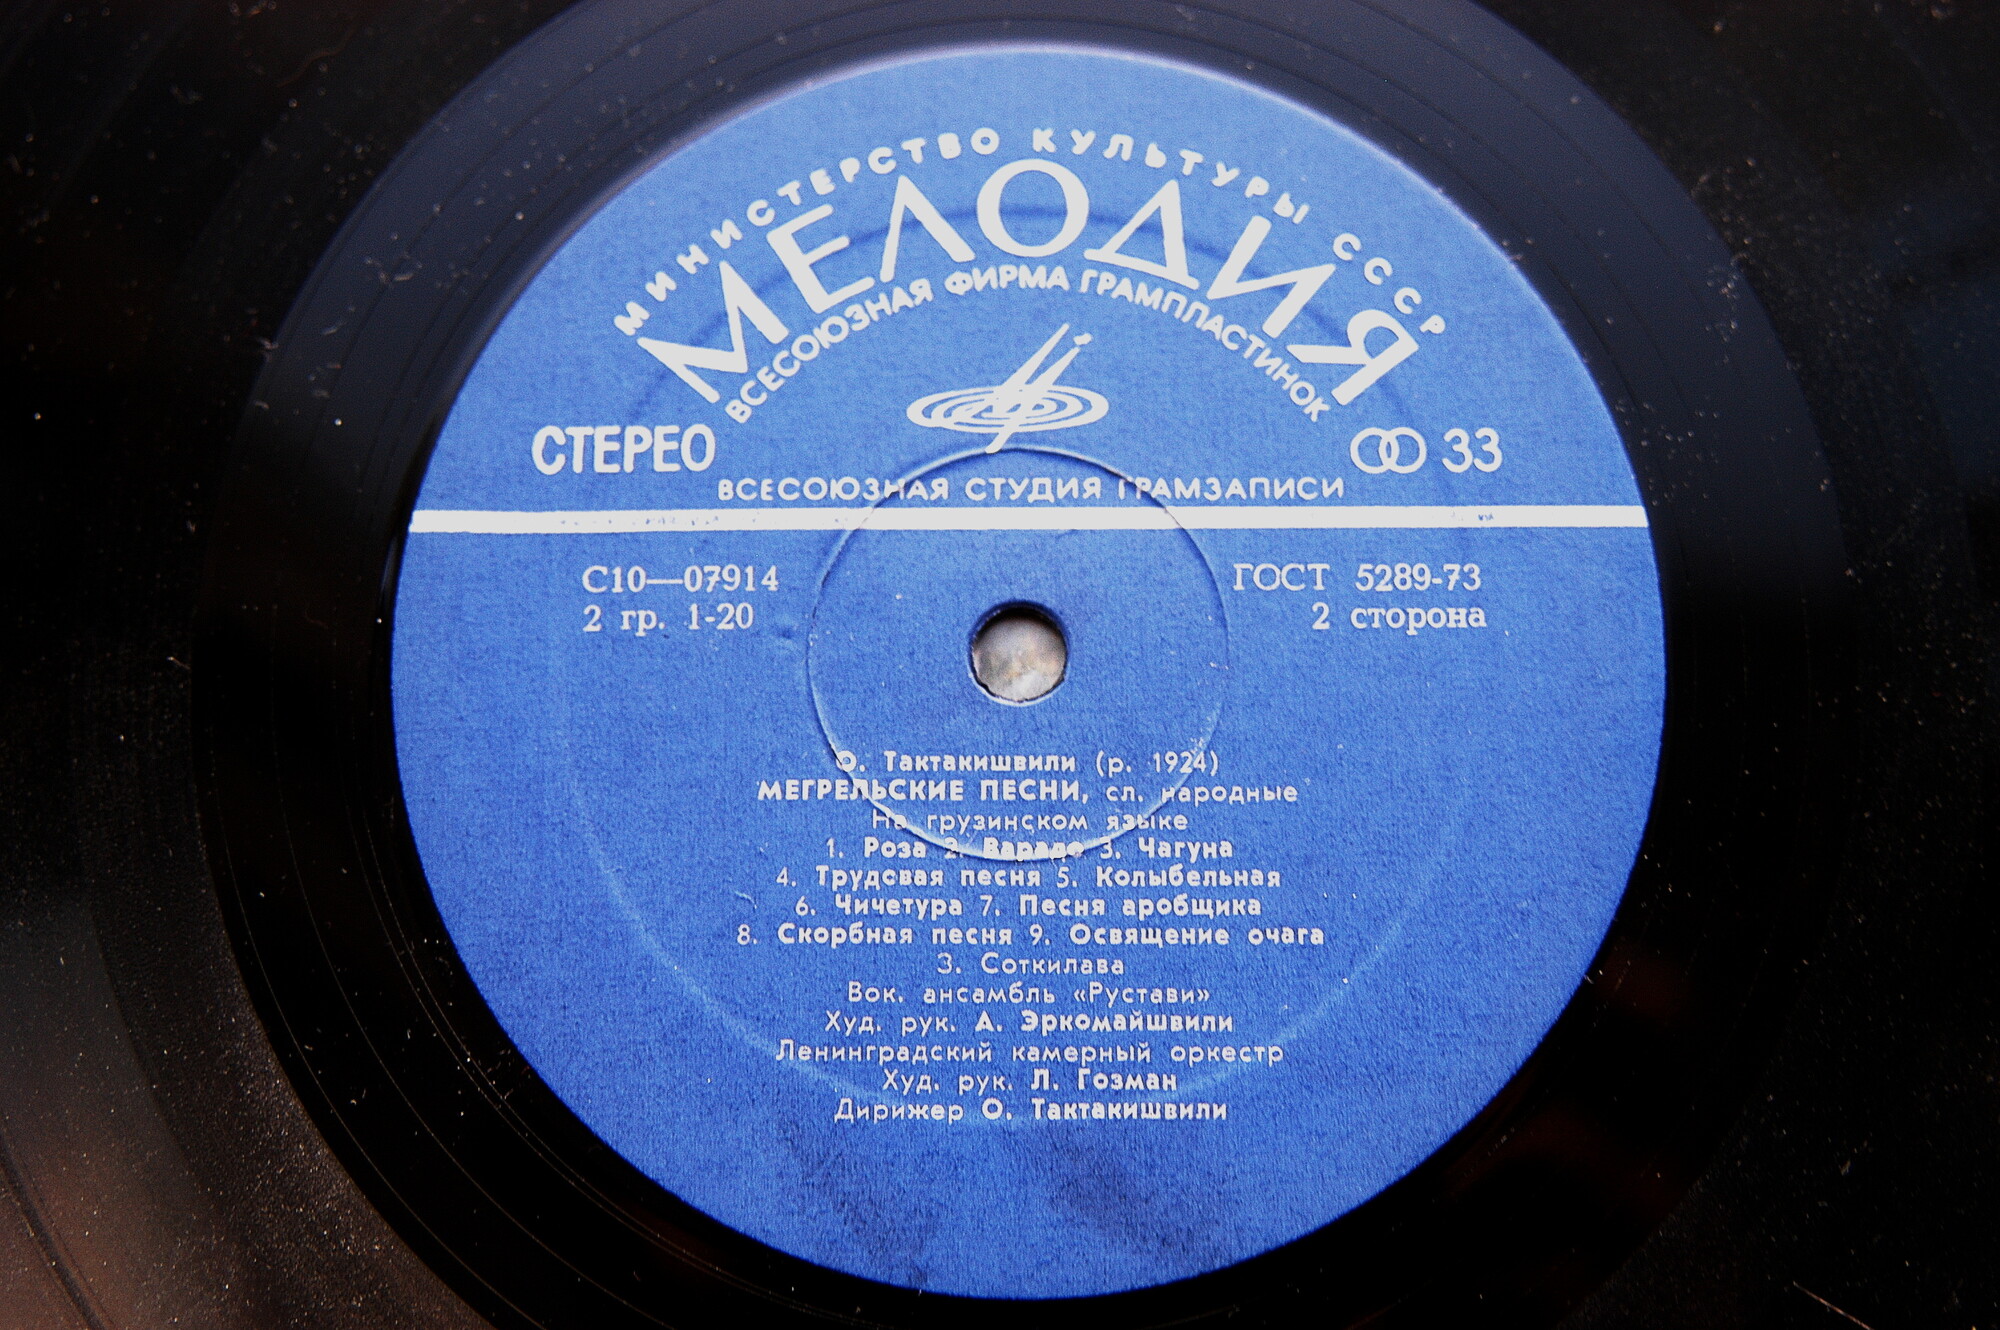 МИНИСТЕРСТВО КУЛЬТУРЫ СССР
МЕЛОДИЯ
ВСЕСОЮЗНАЯ ФИРМА ГРАМПЛАСТИНОК
СТЕРЕО 33
ВСЕСОЮЗНАЯ СТУДИЯ ГРАМЗАПИСИ
С10—07914 ГОСТ 5289-73
2 гр. 1-20 2 сторона
О. Тактакишвили (р. 1924)
МЕГРЕЛЬСКИЕ ПЕСНИ, сл. народные
На грузинском языке
1. Роза 2. Варадо 3. Чагуна
4. Трудовая песня 5. Колыбельная
6. Чичетура 7. Песня аробщика
8. Скорбная песня 9. Освящение очага
З. Соткилава
Вок. ансамбль «Рустави»
Худ. рук. А. Эркомайшвили
Ленинградский камерный оркестр
Худ. рук. Л. Гозман
Дирижер О. Тактакишвили